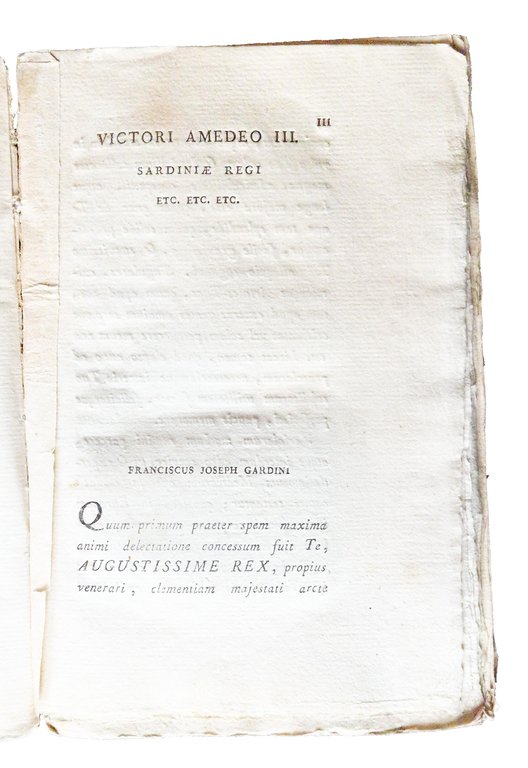 III
VICTORI AMEDEO III.
SARDINIÆ REGI
ETC. ETC. ETC.
FRANCISCUS JOSEPH GARDINI
Quum primum praeter spem maxima
animi delectatione concessum fuit Te,
AUGUSTISSIME REX, propius
venerari, clementiam majestati arcte